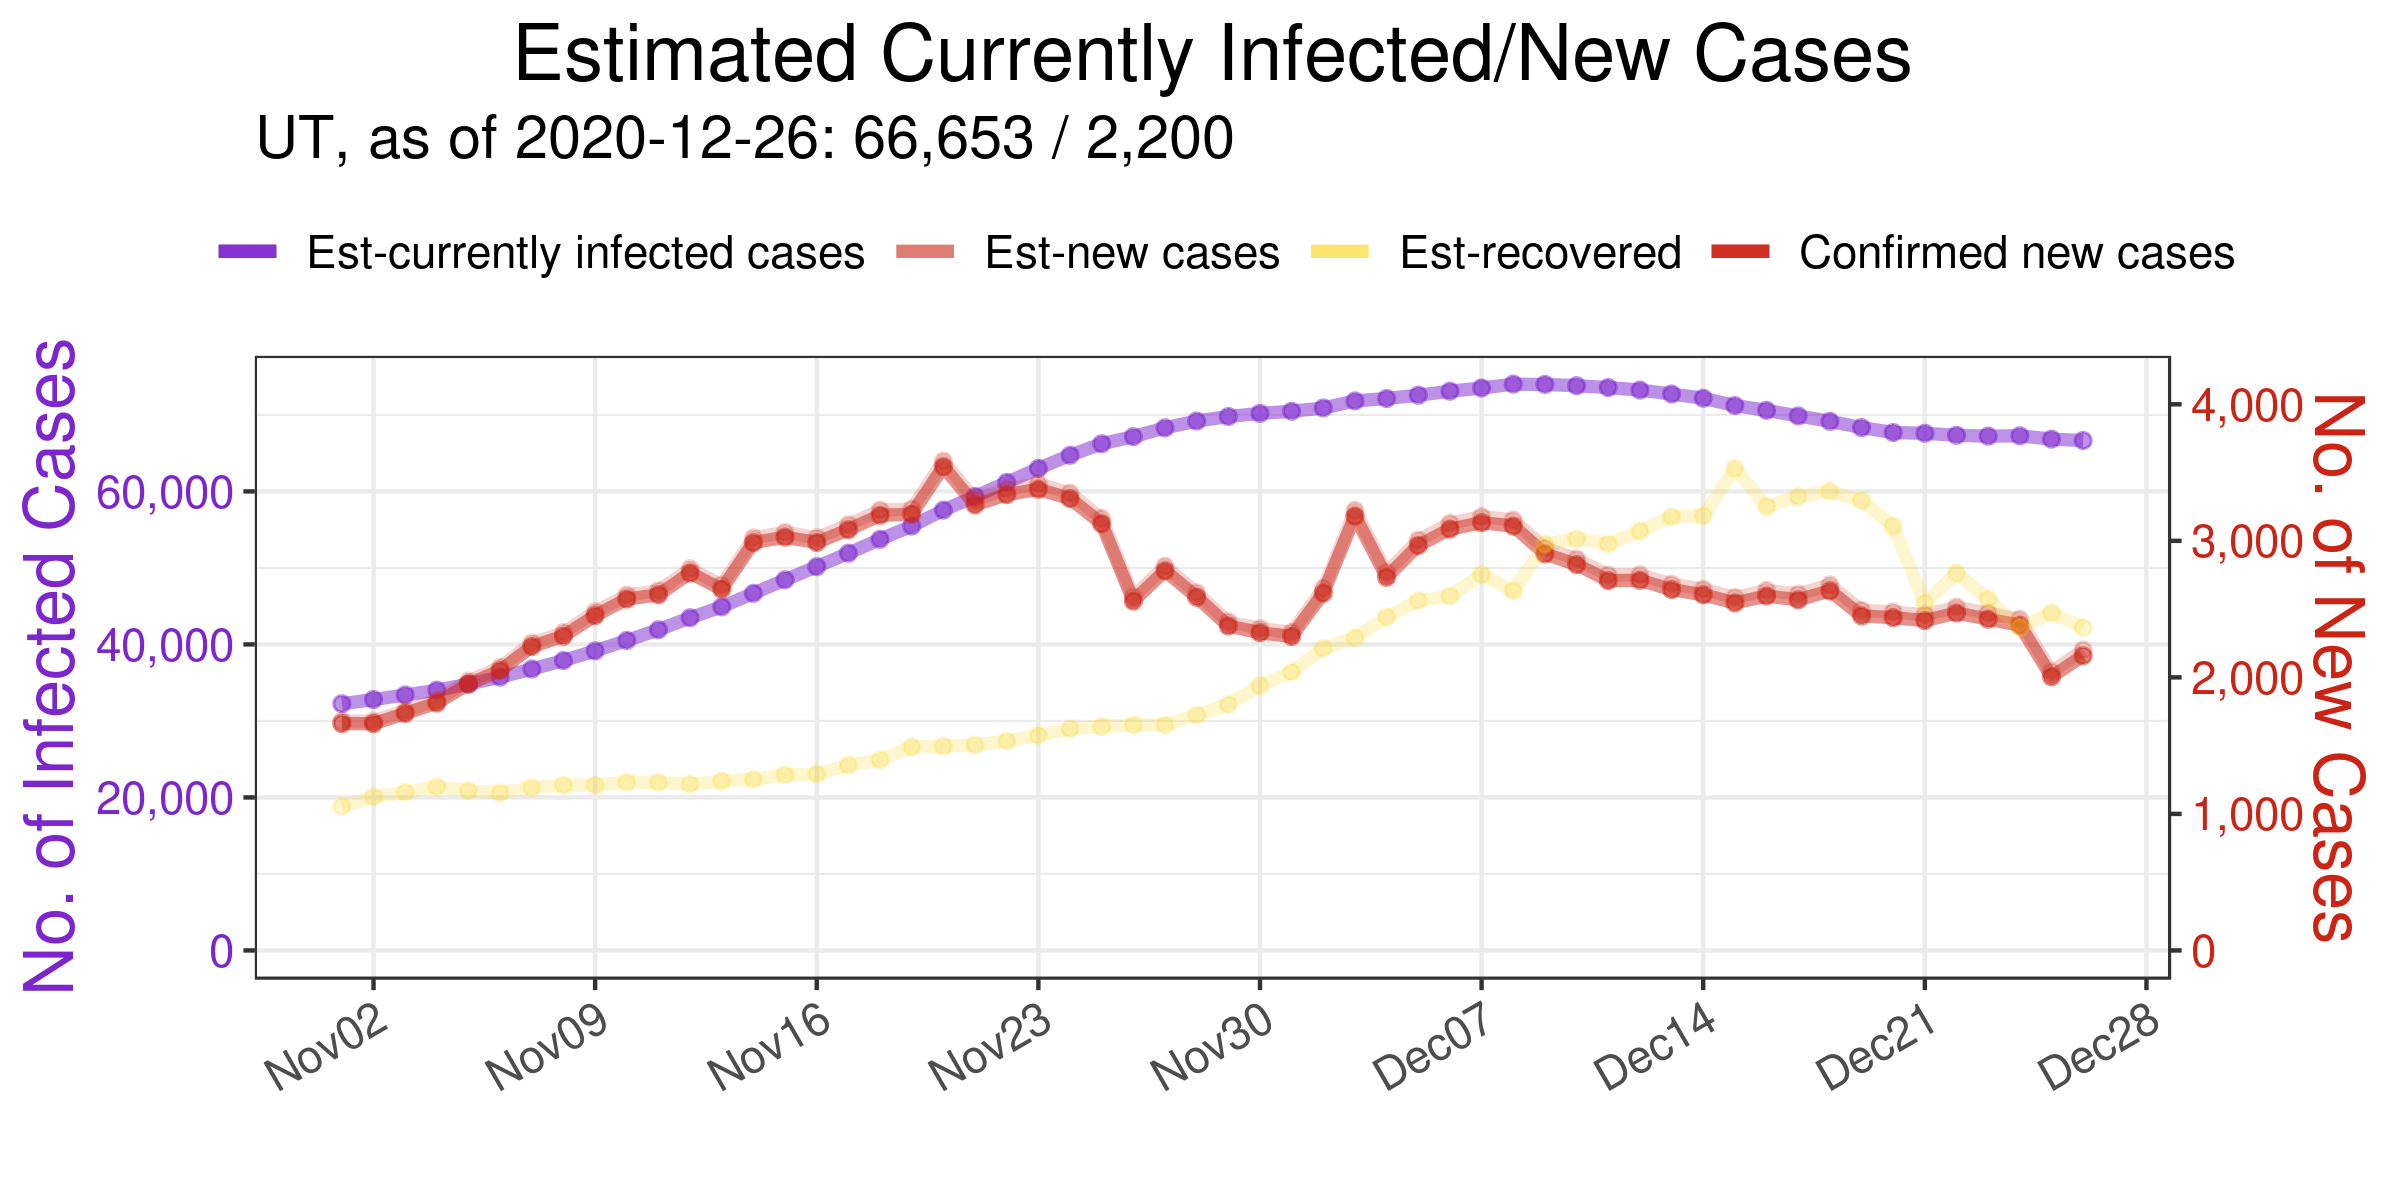 Estimated Currently Infected/New Cases
UT, as of 2020-12-26: 66,653 / 2,200
Est-currently infected cases Est-new cases Est-recovered Confirmed new cases
No. of Infected Cases
60,000
40,000
20,000
0
4,000
3,000
2,000
1,000
0
No. of New Cases
Nov02 Nov09 Nov16 Nov23 Nov30 Dec07 Dec14 Dec21 Dec28